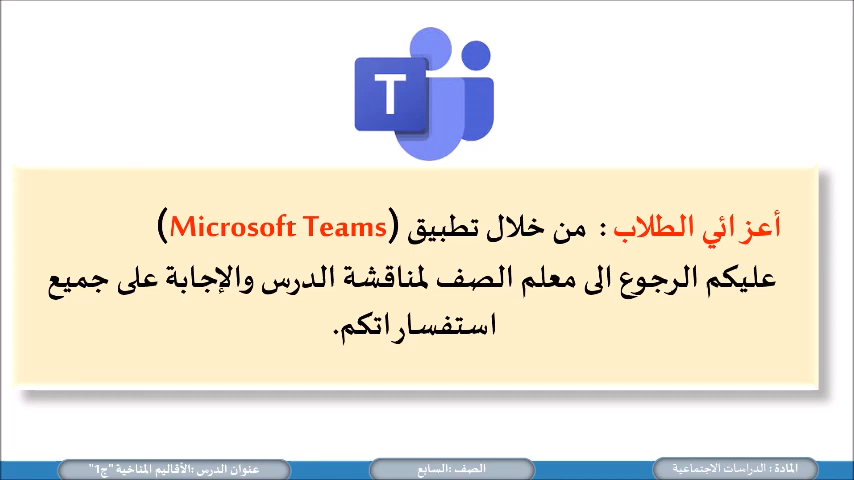 T
أعزائي الطلاب : من خلال تطبيق (Microsoft Teams)
عليكم الرجوع الى معلم الصف لمناقشة الدرس والإجابة على جميع
استفساراتكم.
المادة : الدراسات الاجتماعية
الصف :السابع
عنوان الدرس :الأقاليم المناخية "ج1"